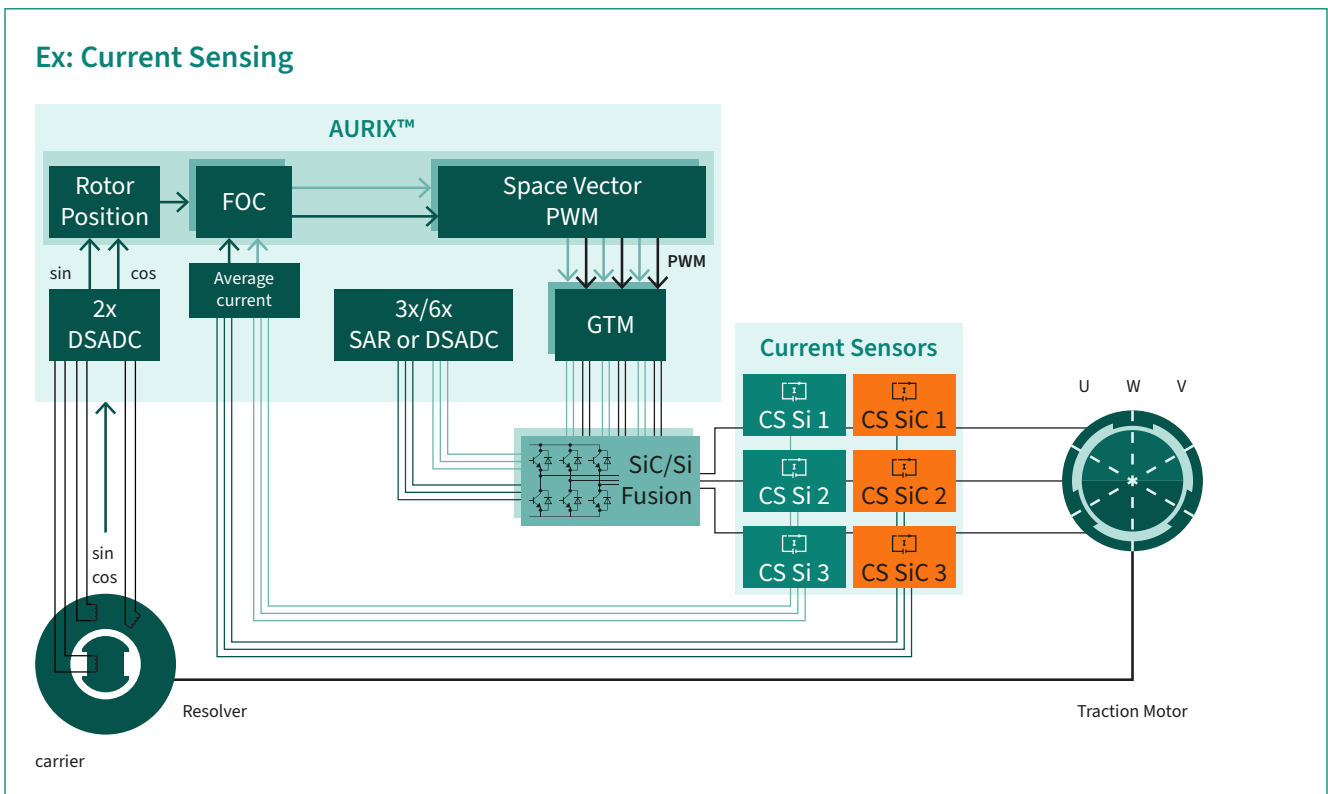 Ex: Current Sensing
AURIX™
Rotor
Position
FOC
Space Vector
PWM
sin
cos
Average
current
PWM
2x
DSADC
3x/6x
SAR or DSADC
GTM
Current Sensors
CS Si 1
CS SiC 1
U
W
V
CS Si 2
CS SiC 2
SiC/Si
Fusion
CS Si 3
CS SiC 3
sin
cos
Resolver
Traction Motor
carrier